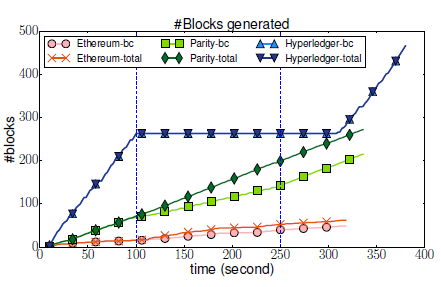 #Blocks generated
Ethereum-bc Parity-bc Hyperledger-bc
Ethereum-total Parity-total Hyperledger-total
500
400
300
200
100
0
#blocks
0 50 100 150 200 250 300 350 400
time (second)